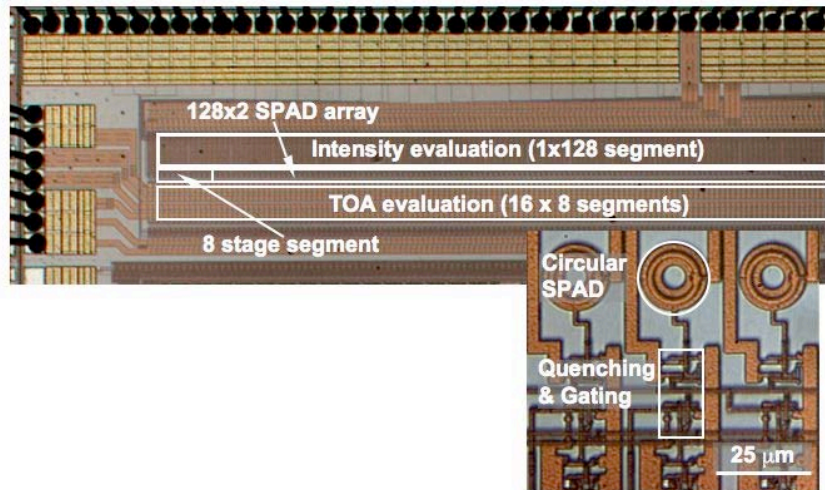 128x2 SPAD array
Intensity evaluation (1x128 segment)
TOA evaluation (16 x 8 segments)
8 stage segment
Circular
SPAD
Quenching
& Gating
25 μm